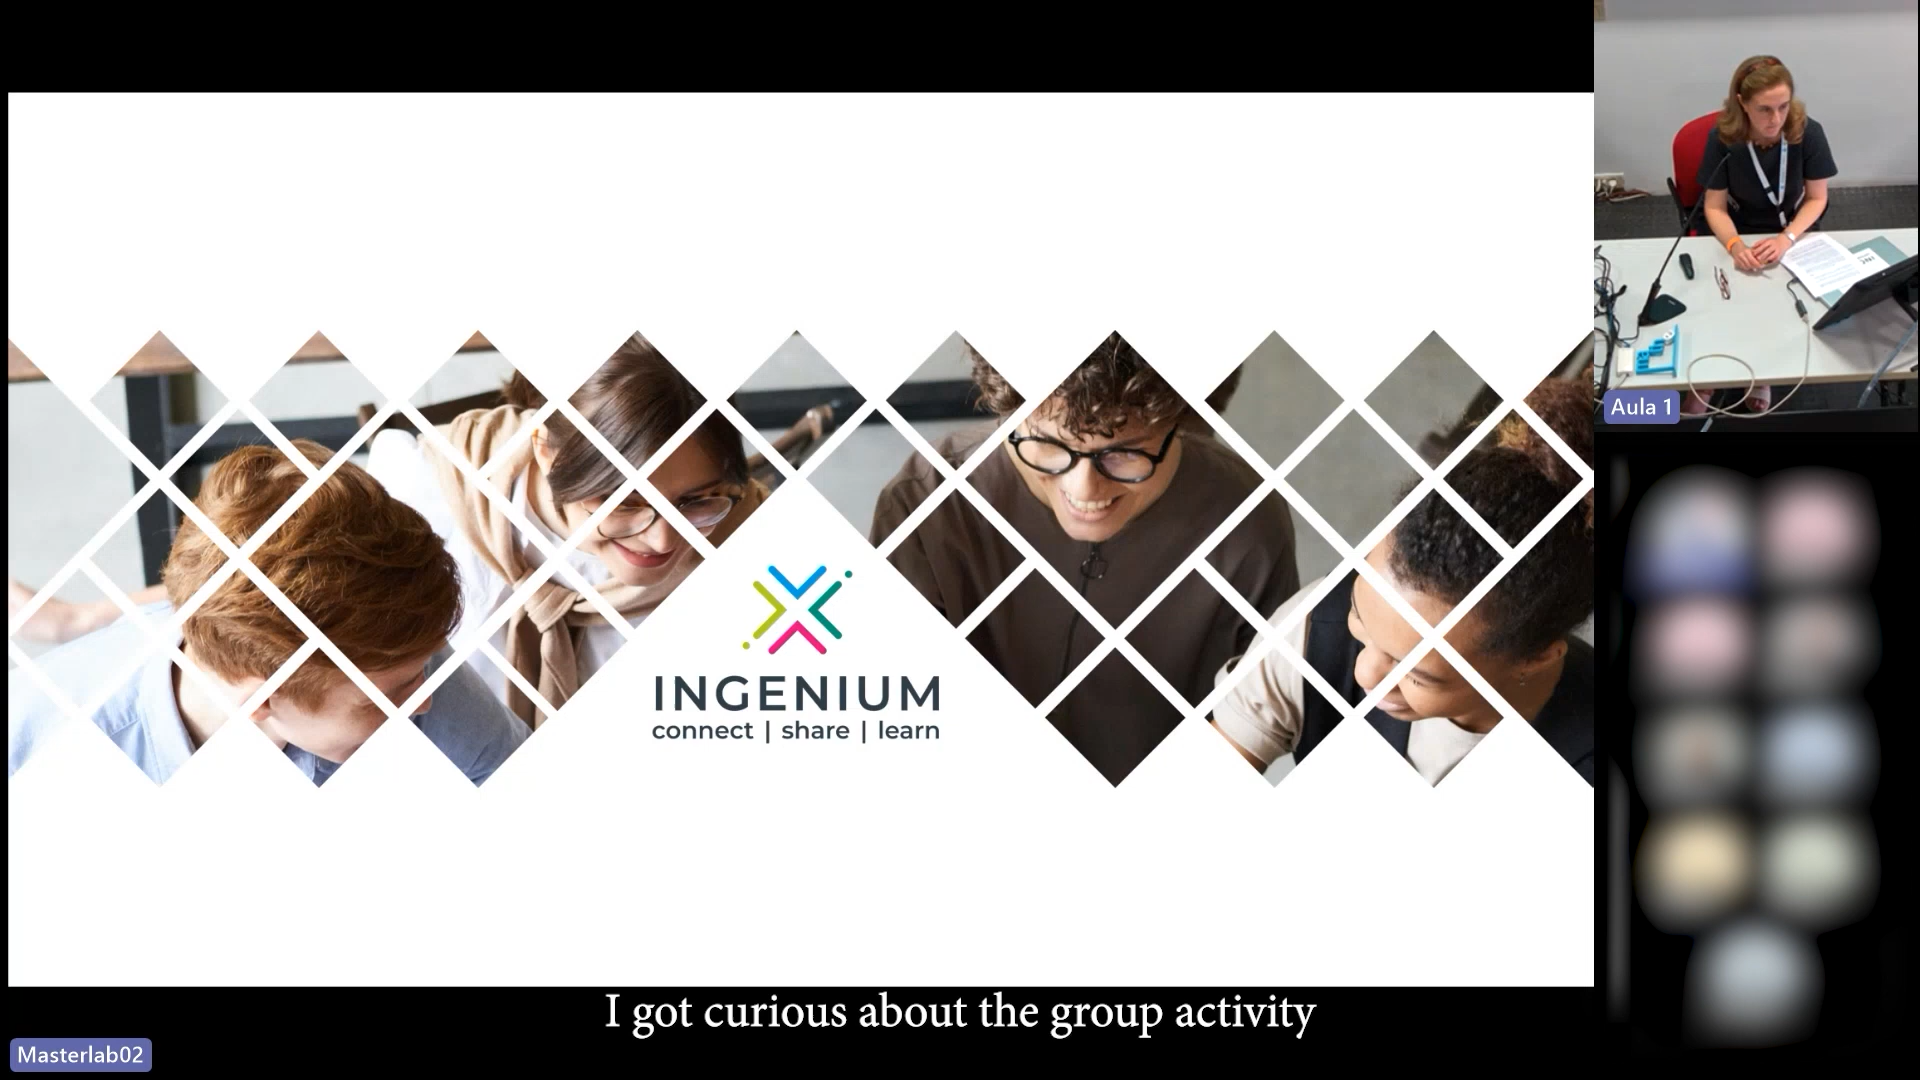 INGENIUM
connect | share | learn
Aula 1
I got curious about the group activity
Masterlab02